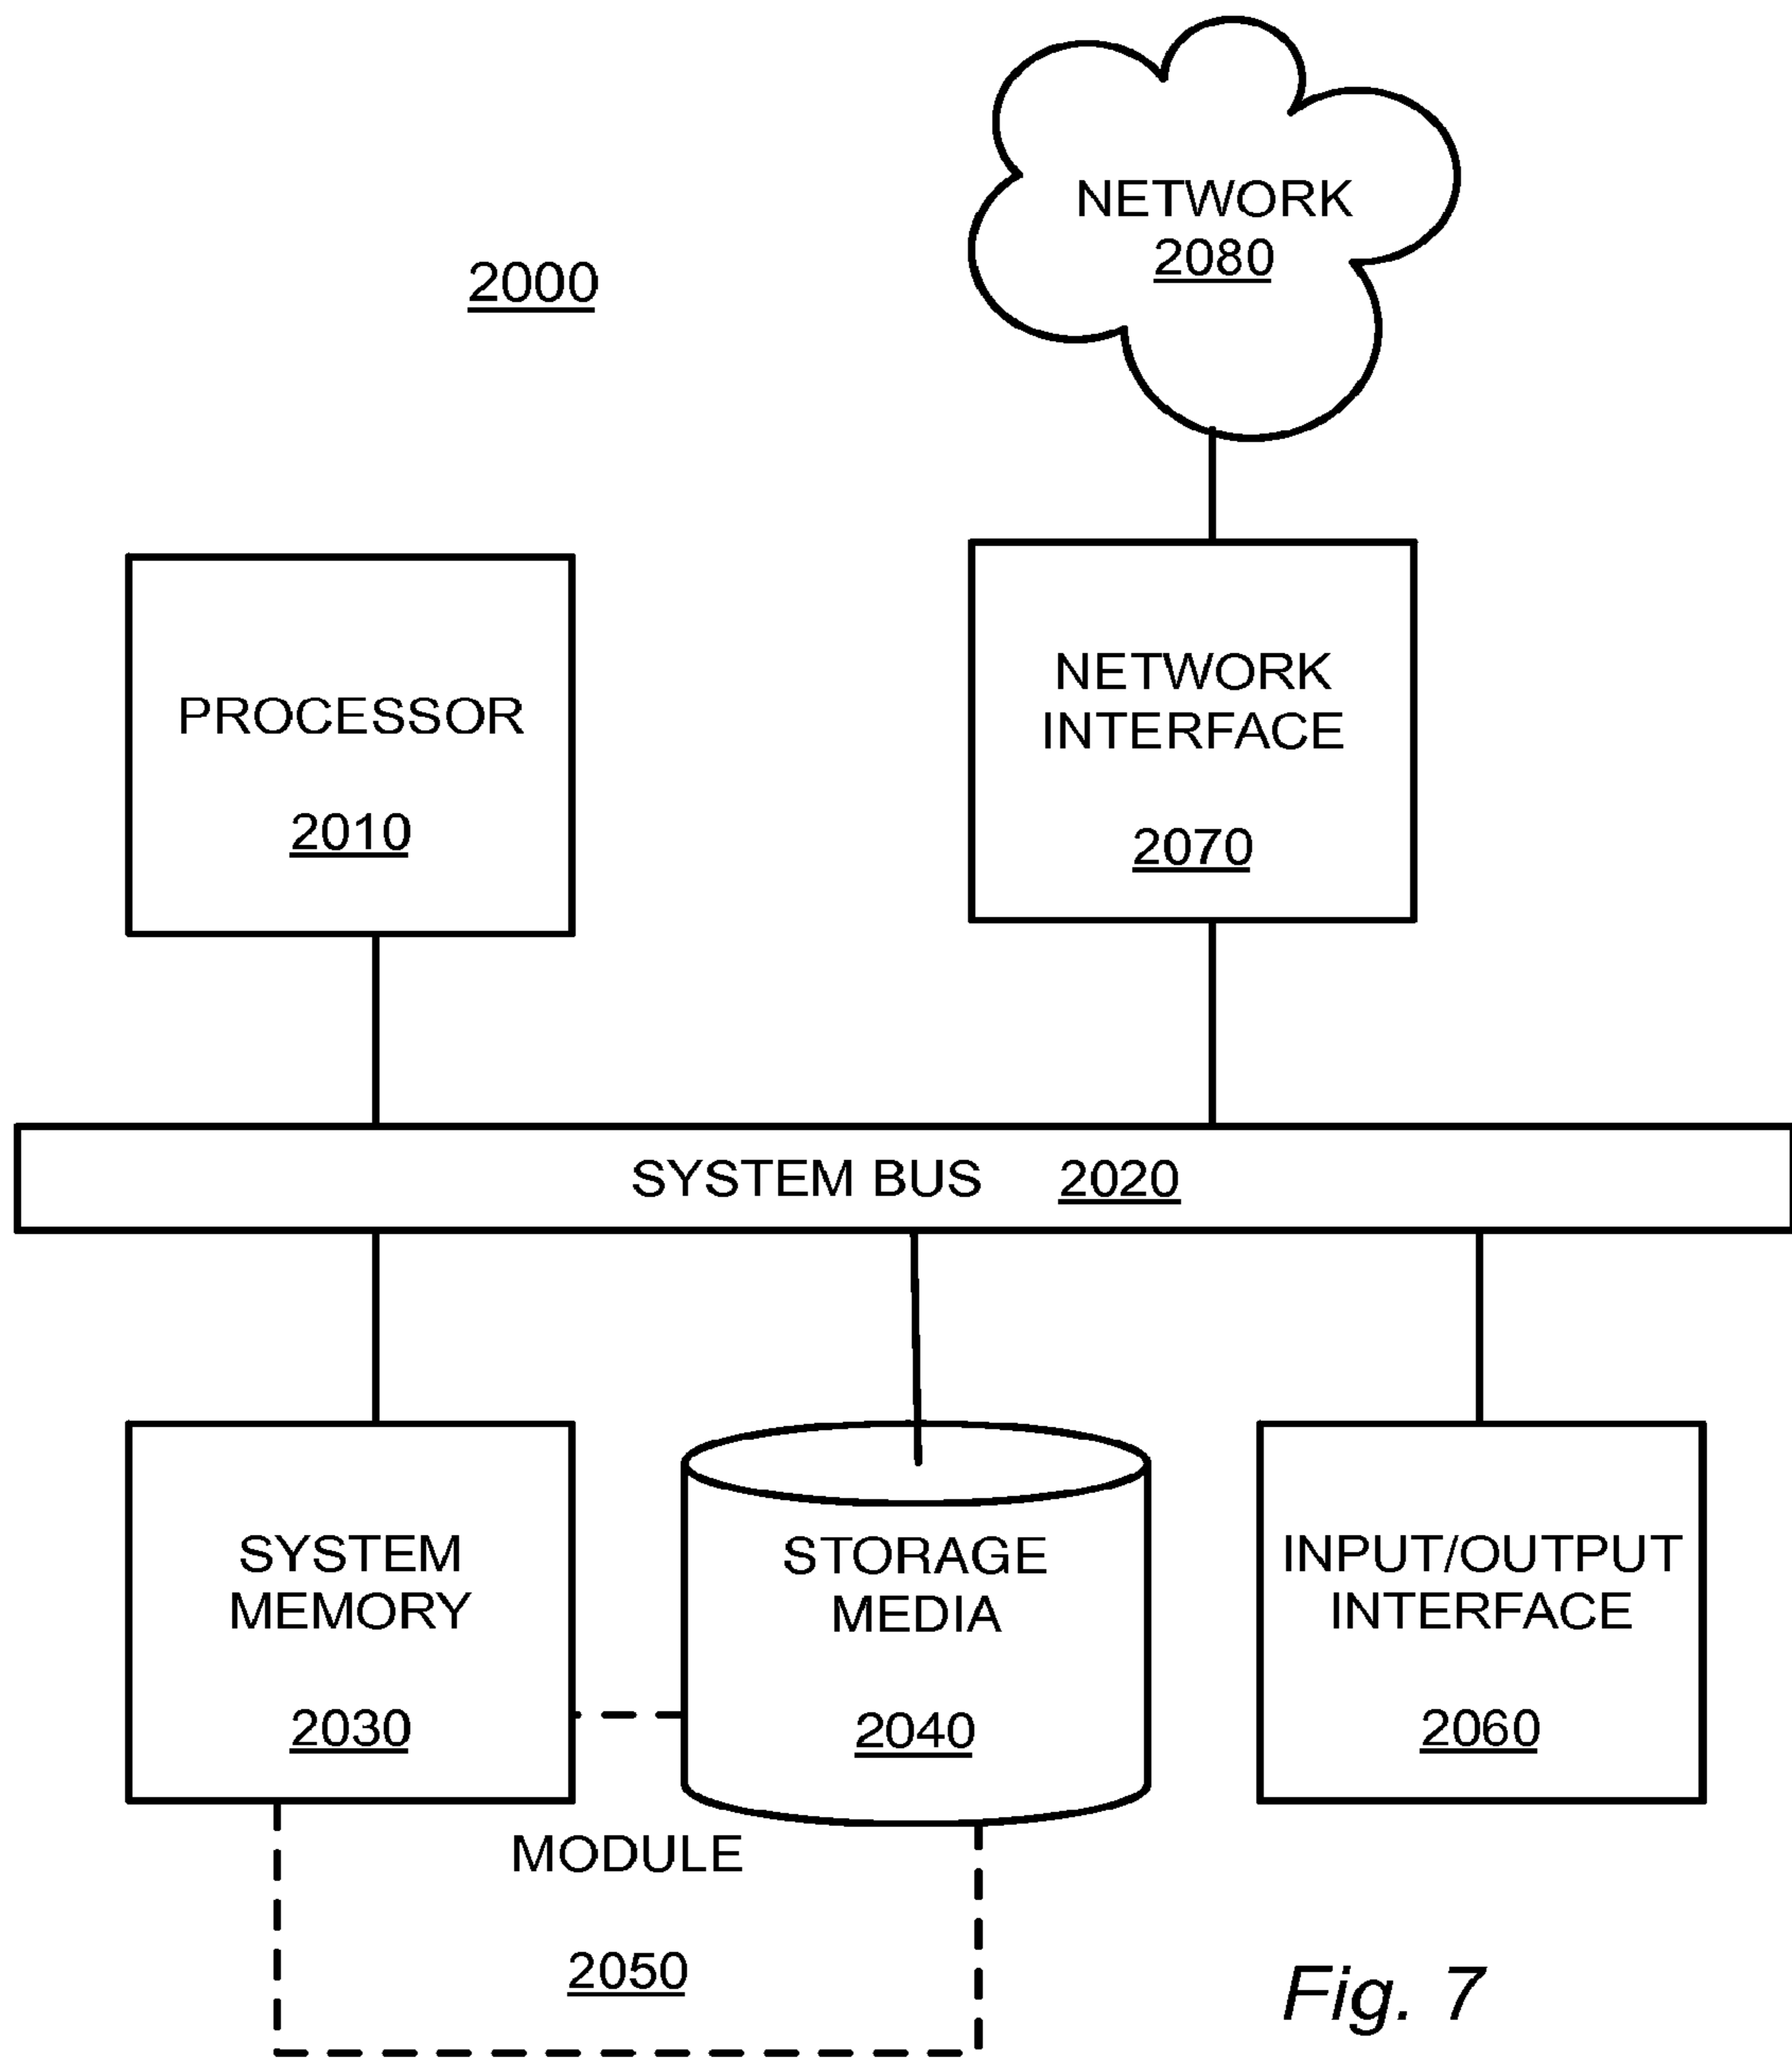 NETWORK
2080
2000
PROCESSOR
2010
NETWORK
INTERFACE
2070
SYSTEM BUS 2020
SYSTEM
MEMORY
2030
STORAGE
MEDIA
2040
INPUT/OUTPUT
INTERFACE
2060
MODULE
2050
Fig. 7